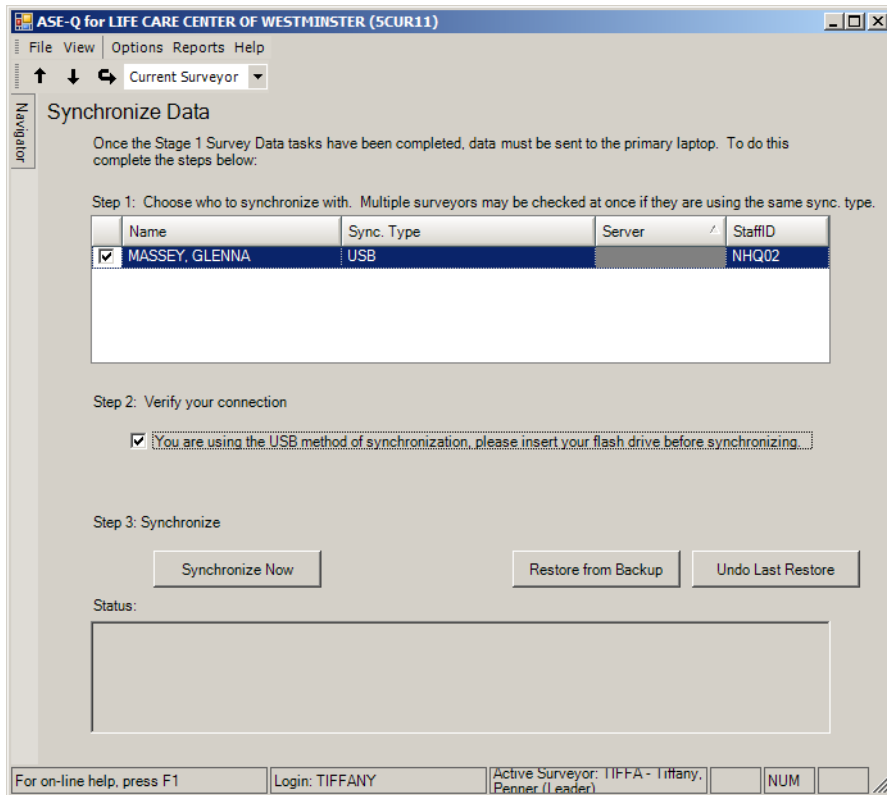 ASE-Q for LIFE CARE CENTER OF WESTMINSTER (5CUR11)
File View Options Reports Help
Current Surveyor
Navigator
Synchronize Data
Once the Stage 1 Survey Data tasks have been completed, data must be sent to the primary laptop. To do this
complete the steps below:
Step 1: Choose who to synchronize with. Multiple surveyors may be checked at once if they are using the same sync. type.
Name Sync. Type Server StaffID
MASSEY, GLENNA USB NHQ02
Step 2: Verify your connection
You are using the USB method of synchronization, please insert your flash drive before synchronizing.
Step 3: Synchronize
Synchronize Now Restore from Backup Undo Last Restore
Status:
For on-line help, press F1 Login: TIFFANY Active Surveyor: TIFFA - Tiffany, NUM
Penner (Leader)